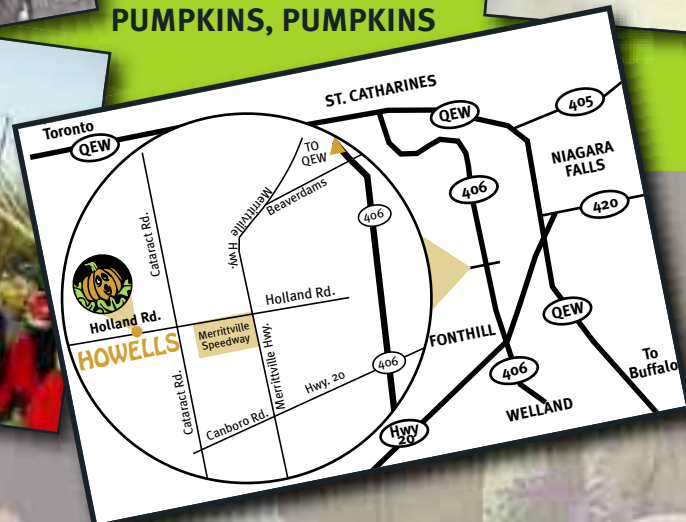 PUMPKINS, PUMPKINS
ST. CATHARINES
Toronto
QEW
QEW
405
TO
QEW
NIAGARA
FALLS
Merrittville
Hwy.
Beaverdams
406
406
420
Cataract Rd.
Holland Rd.
Holland Rd.
HOWELLS
Merrittville
Speedway
Merrittville Hwy.
QEW
FONTHILL
406
406
To
Buffalo
Cataract Rd.
Canboro Rd.
Hwy. 20
WELLAND
Hwy
20